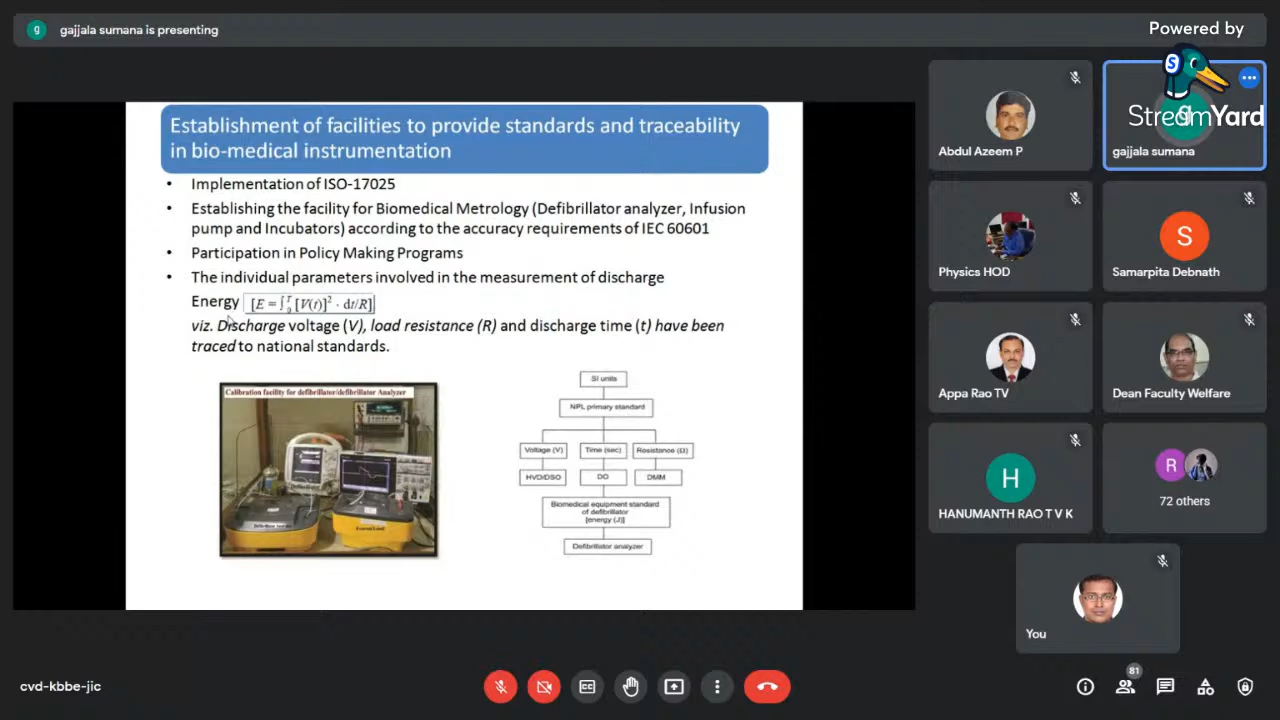 g
gajjala sumana is presenting
Powered by
StreamYard
Establishment of facilities to provide standards and traceability
in bio-medical instrumentation
• Implementation of ISO-17025
• Establishing the facility for Biomedical Metrology (Defibrillator analyzer, Infusion
pump and Incubators) according to the accuracy requirements of IEC 60601
• Participation in Policy Making Programs
• The individual parameters involved in the measurement of discharge
Energy [E = ∫₀ᵀ [V(t)]² · dt/R]
viz. Discharge voltage (V), load resistance (R) and discharge time (t) have been
traced to national standards.
Calibration facility for defibrillator/defibrillator Analyzer
SI units
NPL primary standard
Voltage (V) Time (sec) Resistance (Ω)
HVD/DSO DO DMM
Biomedical equipment standard
of defibrillator
[energy (J)]
Defibrillator analyzer
Abdul Azeem P
g
gajjala sumana
Physics HOD
S
Samarpita Debnath
Appa Rao TV
Dean Faculty Welfare
H
HANUMANTH RAO T V K
R
72 others
You
cvd-kbbe-jic
81